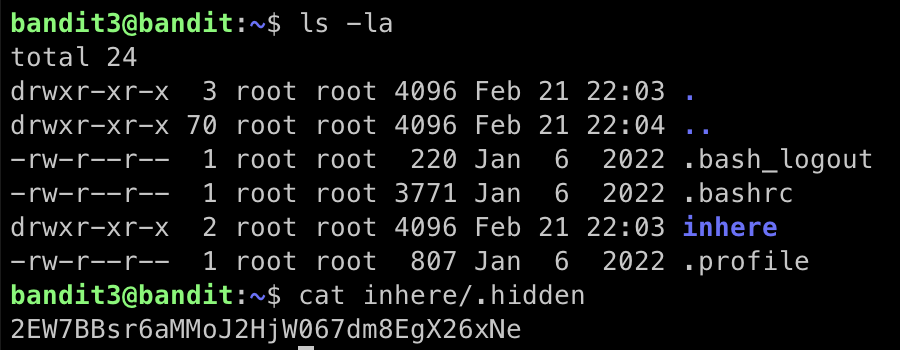 bandit3@bandit:~$ ls -la
total 24
drwxr-xr-x  3 root root 4096 Feb 21 22:03 .
drwxr-xr-x 70 root root 4096 Feb 21 22:04 ..
-rw-r--r--  1 root root  220 Jan  6  2022 .bash_logout
-rw-r--r--  1 root root 3771 Jan  6  2022 .bashrc
drwxr-xr-x  2 root root 4096 Feb 21 22:03 inhere
-rw-r--r--  1 root root  807 Jan  6  2022 .profile
bandit3@bandit:~$ cat inhere/.hidden
2EW7BBsr6aMMoJ2HjW067dm8EgX26xNe